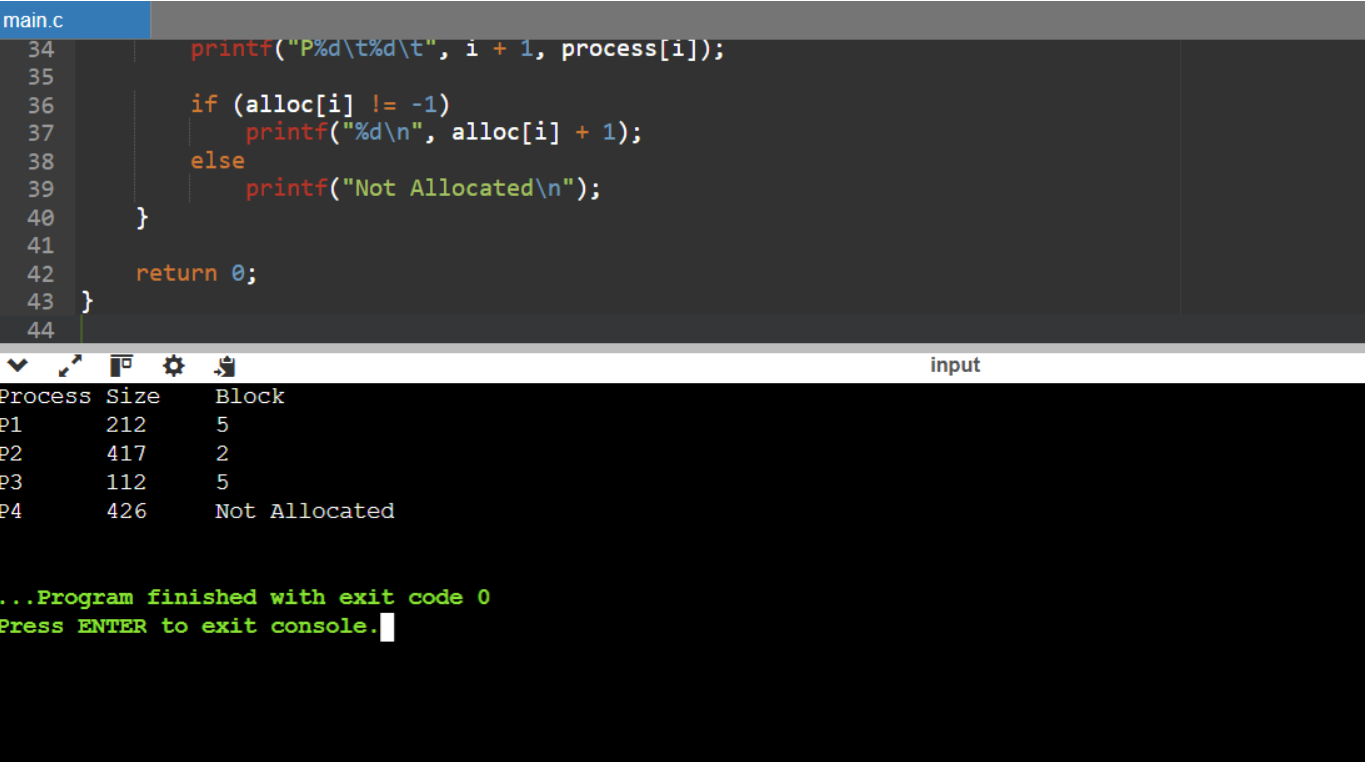 main.c
34 printf("P%d\t%d\t", i + 1, process[i]);
35
36 if (alloc[i] != -1)
37 printf("%d\n", alloc[i] + 1);
38 else
39 printf("Not Allocated\n");
40 }
41
42 return 0;
43 }
44
input
Process Size Block
P1 212 5
P2 417 2
P3 112 5
P4 426 Not Allocated
...Program finished with exit code 0
Press ENTER to exit console.